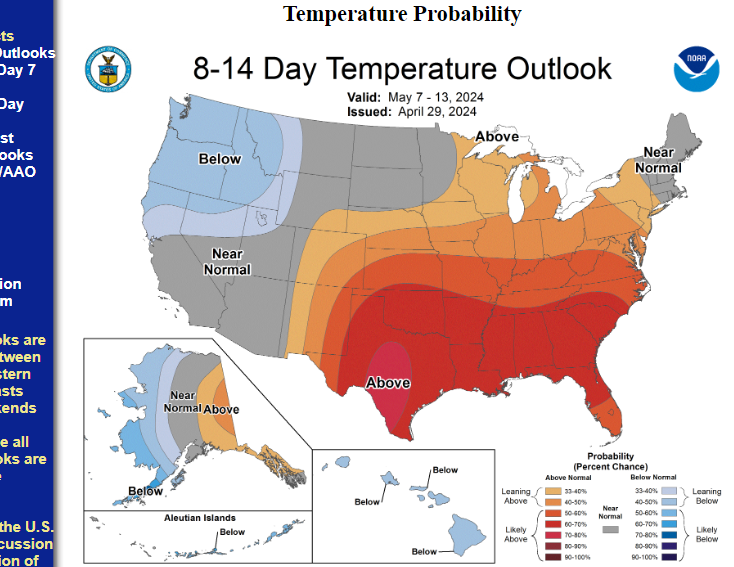 Temperature Probability
cts
Outlooks
Day 7
Day
st
ooks
/AAO
ion
m
oks are
tween
stern
asts
kends
e all
oks are
e
the U.S.
cussion
ion of
8-14 Day Temperature Outlook
NOAA
Valid: May 7 - 13, 2024
Issued: April 29, 2024
Above
Near
Normal
Below
Near
Normal
Above
Near
Normal
Above
Below
Aleutian Islands
Below
Below
Below
Below
Probability
(Percent Chance)
Above Normal
Below Normal
Leaning
Above
33-40%
40-50%
Likely
Above
50-60%
60-70%
70-80%
80-90%
90-100%
Near
Normal
33-40%
40-50%
Leaning
Below
50-60%
60-70%
70-80%
80-90%
90-100%
Likely
Below